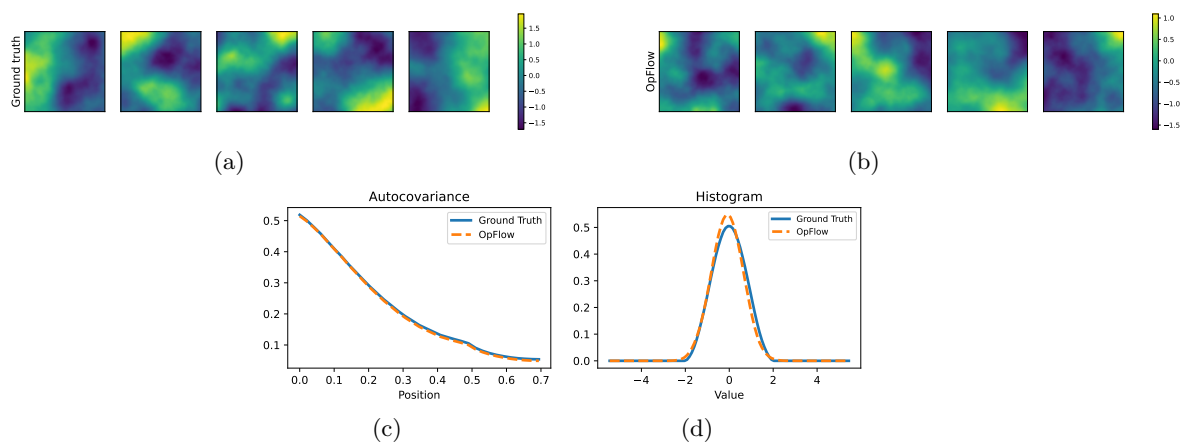 Ground truth
1.5
1.0
0.5
0.0
−0.5
−1.0
−1.5
(a)
OpFlow
1.0
0.5
0.0
−0.5
−1.0
−1.5
(b)
Autocovariance
Ground Truth
OpFlow
0.5
0.4
0.3
0.2
0.1
0.0 0.1 0.2 0.3 0.4 0.5 0.6 0.7
Position
(c)
Histogram
Ground Truth
OpFlow
0.5
0.4
0.3
0.2
0.1
0.0
−4 −2 0 2 4
Value
(d)